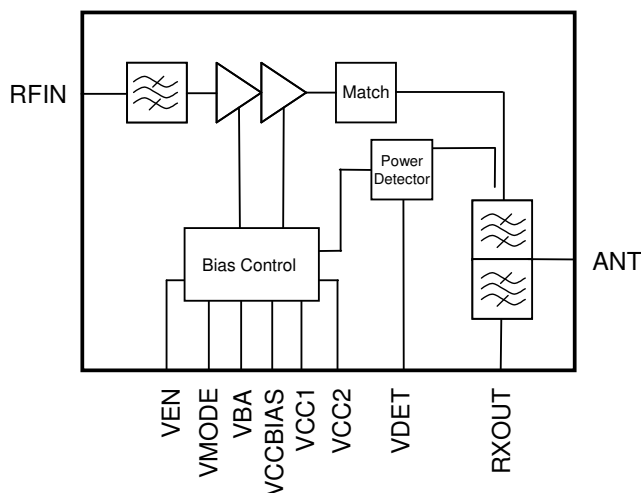 RFIN
Match
Power
Detector
Bias Control
ANT
VEN
VMODE
VBA
VCCBIAS
VCC1
VCC2
VDET
RXOUT